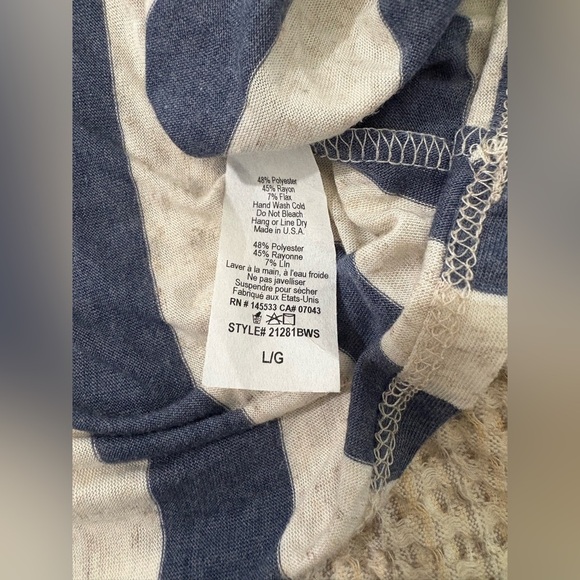 48% Polyester
45% Rayon
7% Flax
Hand Wash Cold
Do Not Bleach
Hang or Line Dry
Made in U.S.A
48% Polyester
45% Rayonne
7% Lin
Laver à la main, à l'eau froide
Ne pas javelliser
Suspendre pour sécher
Fabriqué aux Etats-Unis
RN # 145533 CA# 07043
STYLE# 21281BWS
L/G